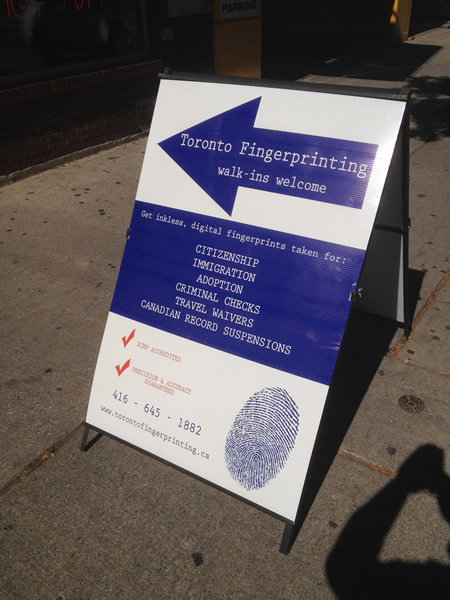 PARKING
Toronto Fingerprinting
walk-ins welcome
Get inkless, digital fingerprints taken for:
CITIZENSHIP
IMMIGRATION
ADOPTION
CRIMINAL CHECKS
TRAVEL WAIVERS
CANADIAN RECORD SUSPENSIONS
RCMP ACCREDITED
PRECISION & ACCURACY
GUARANTEED
416 - 645 - 1882
www.torontofingerprinting.ca